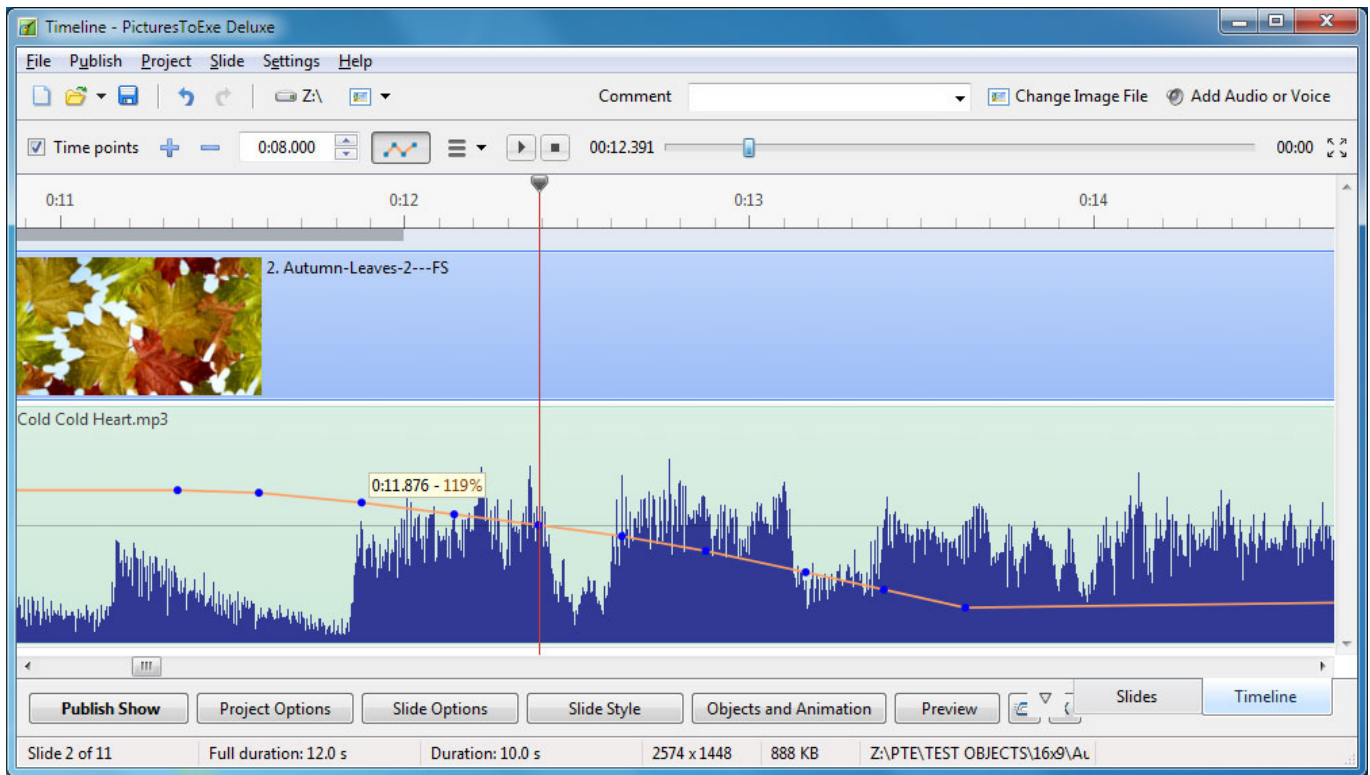 Timeline - PicturesToExe Deluxe
File Publish Project Slide Settings Help
Z:\ Comment Change Image File Add Audio or Voice
Time points 0:08.000 00:12.391 00:00
0:11 0:12 0:13 0:14
2. Autumn-Leaves-2---FS
Cold Cold Heart.mp3
0:11.876 - 119%
Publish Show Project Options Slide Options Slide Style Objects and Animation Preview Slides Timeline
Slide 2 of 11 Full duration: 12.0 s Duration: 10.0 s 2574 x 1448 888 KB Z:\PTE\TEST OBJECTS\16x9\Au